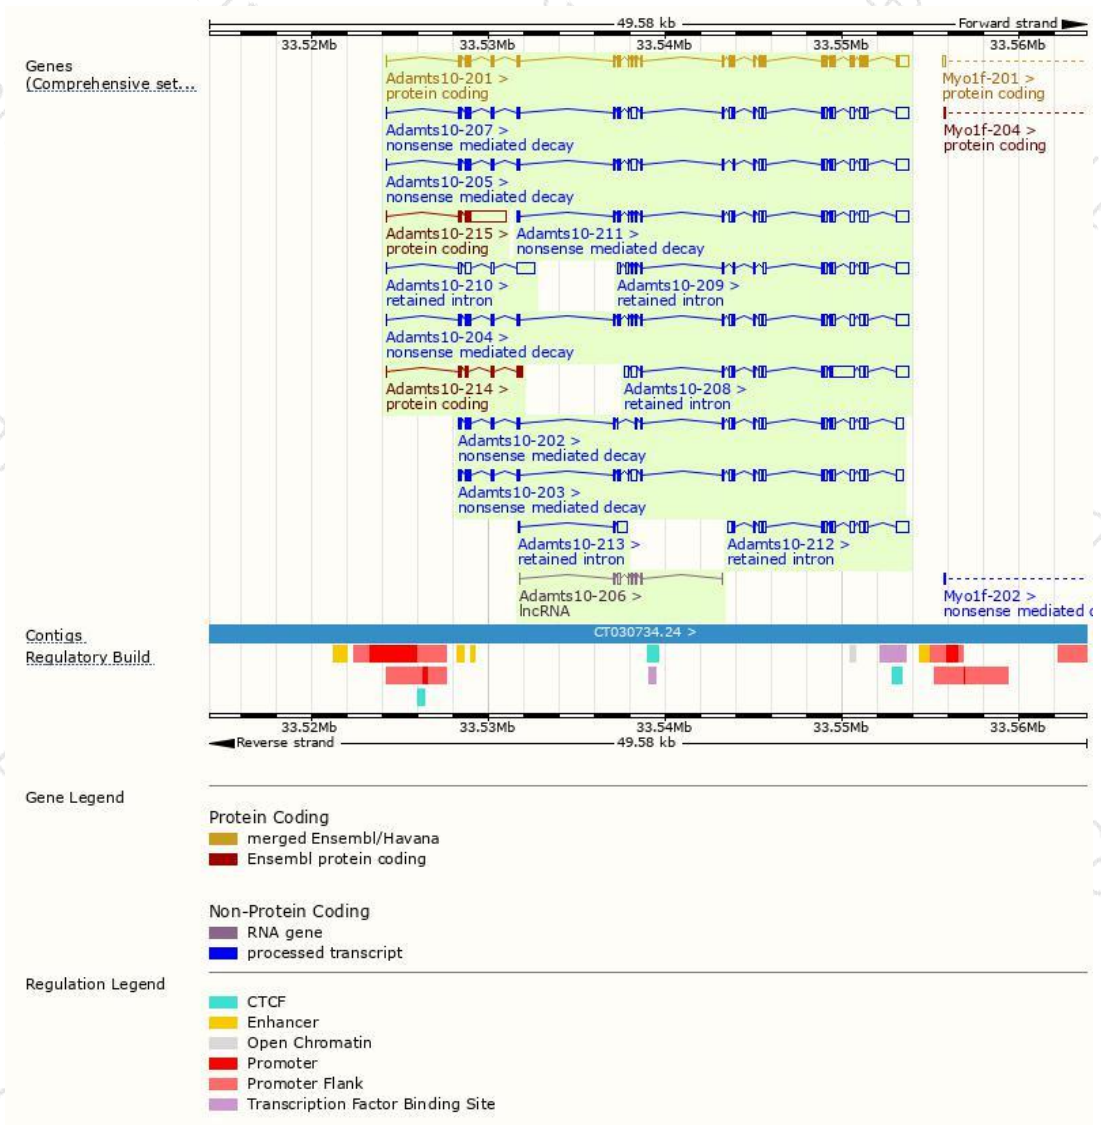 49.58 kb Forward strand
33.52Mb 33.53Mb 33.54Mb 33.55Mb 33.56Mb
Genes
(Comprehensive set...
Adamts10-201 > Myo1f-201 >
protein coding protein coding
Adamts10-207 > Myo1f-204 >
nonsense mediated decay protein coding
Adamts10-205 >
nonsense mediated decay
Adamts10-215 > Adamts10-211 >
protein coding nonsense mediated decay
Adamts10-210 > Adamts10-209 >
retained intron retained intron
Adamts10-204 >
nonsense mediated decay
Adamts10-214 > Adamts10-208 >
protein coding retained intron
Adamts10-202 >
nonsense mediated decay
Adamts10-203 >
nonsense mediated decay
Adamts10-213 > Adamts10-212 >
retained intron retained intron
Adamts10-206 > Myo1f-202 >
lncRNA nonsense mediated
Contigs CT030734.24 >
Regulatory Build
33.52Mb 33.53Mb 33.54Mb 33.55Mb 33.56Mb
Reverse strand 49.58 kb
Gene Legend
Protein Coding
merged Ensembl/Havana
Ensembl protein coding
Non-Protein Coding
RNA gene
processed transcript
Regulation Legend
CTCF
Enhancer
Open Chromatin
Promoter
Promoter Flank
Transcription Factor Binding Site